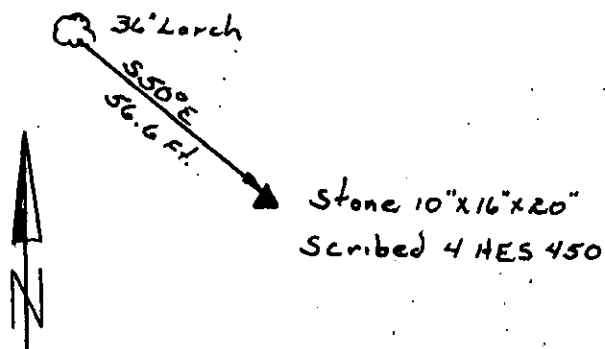 36" Larch
S50°E
56.6 Ft.
Stone 10"x16"x20"
Scribed 4 HES 450
N